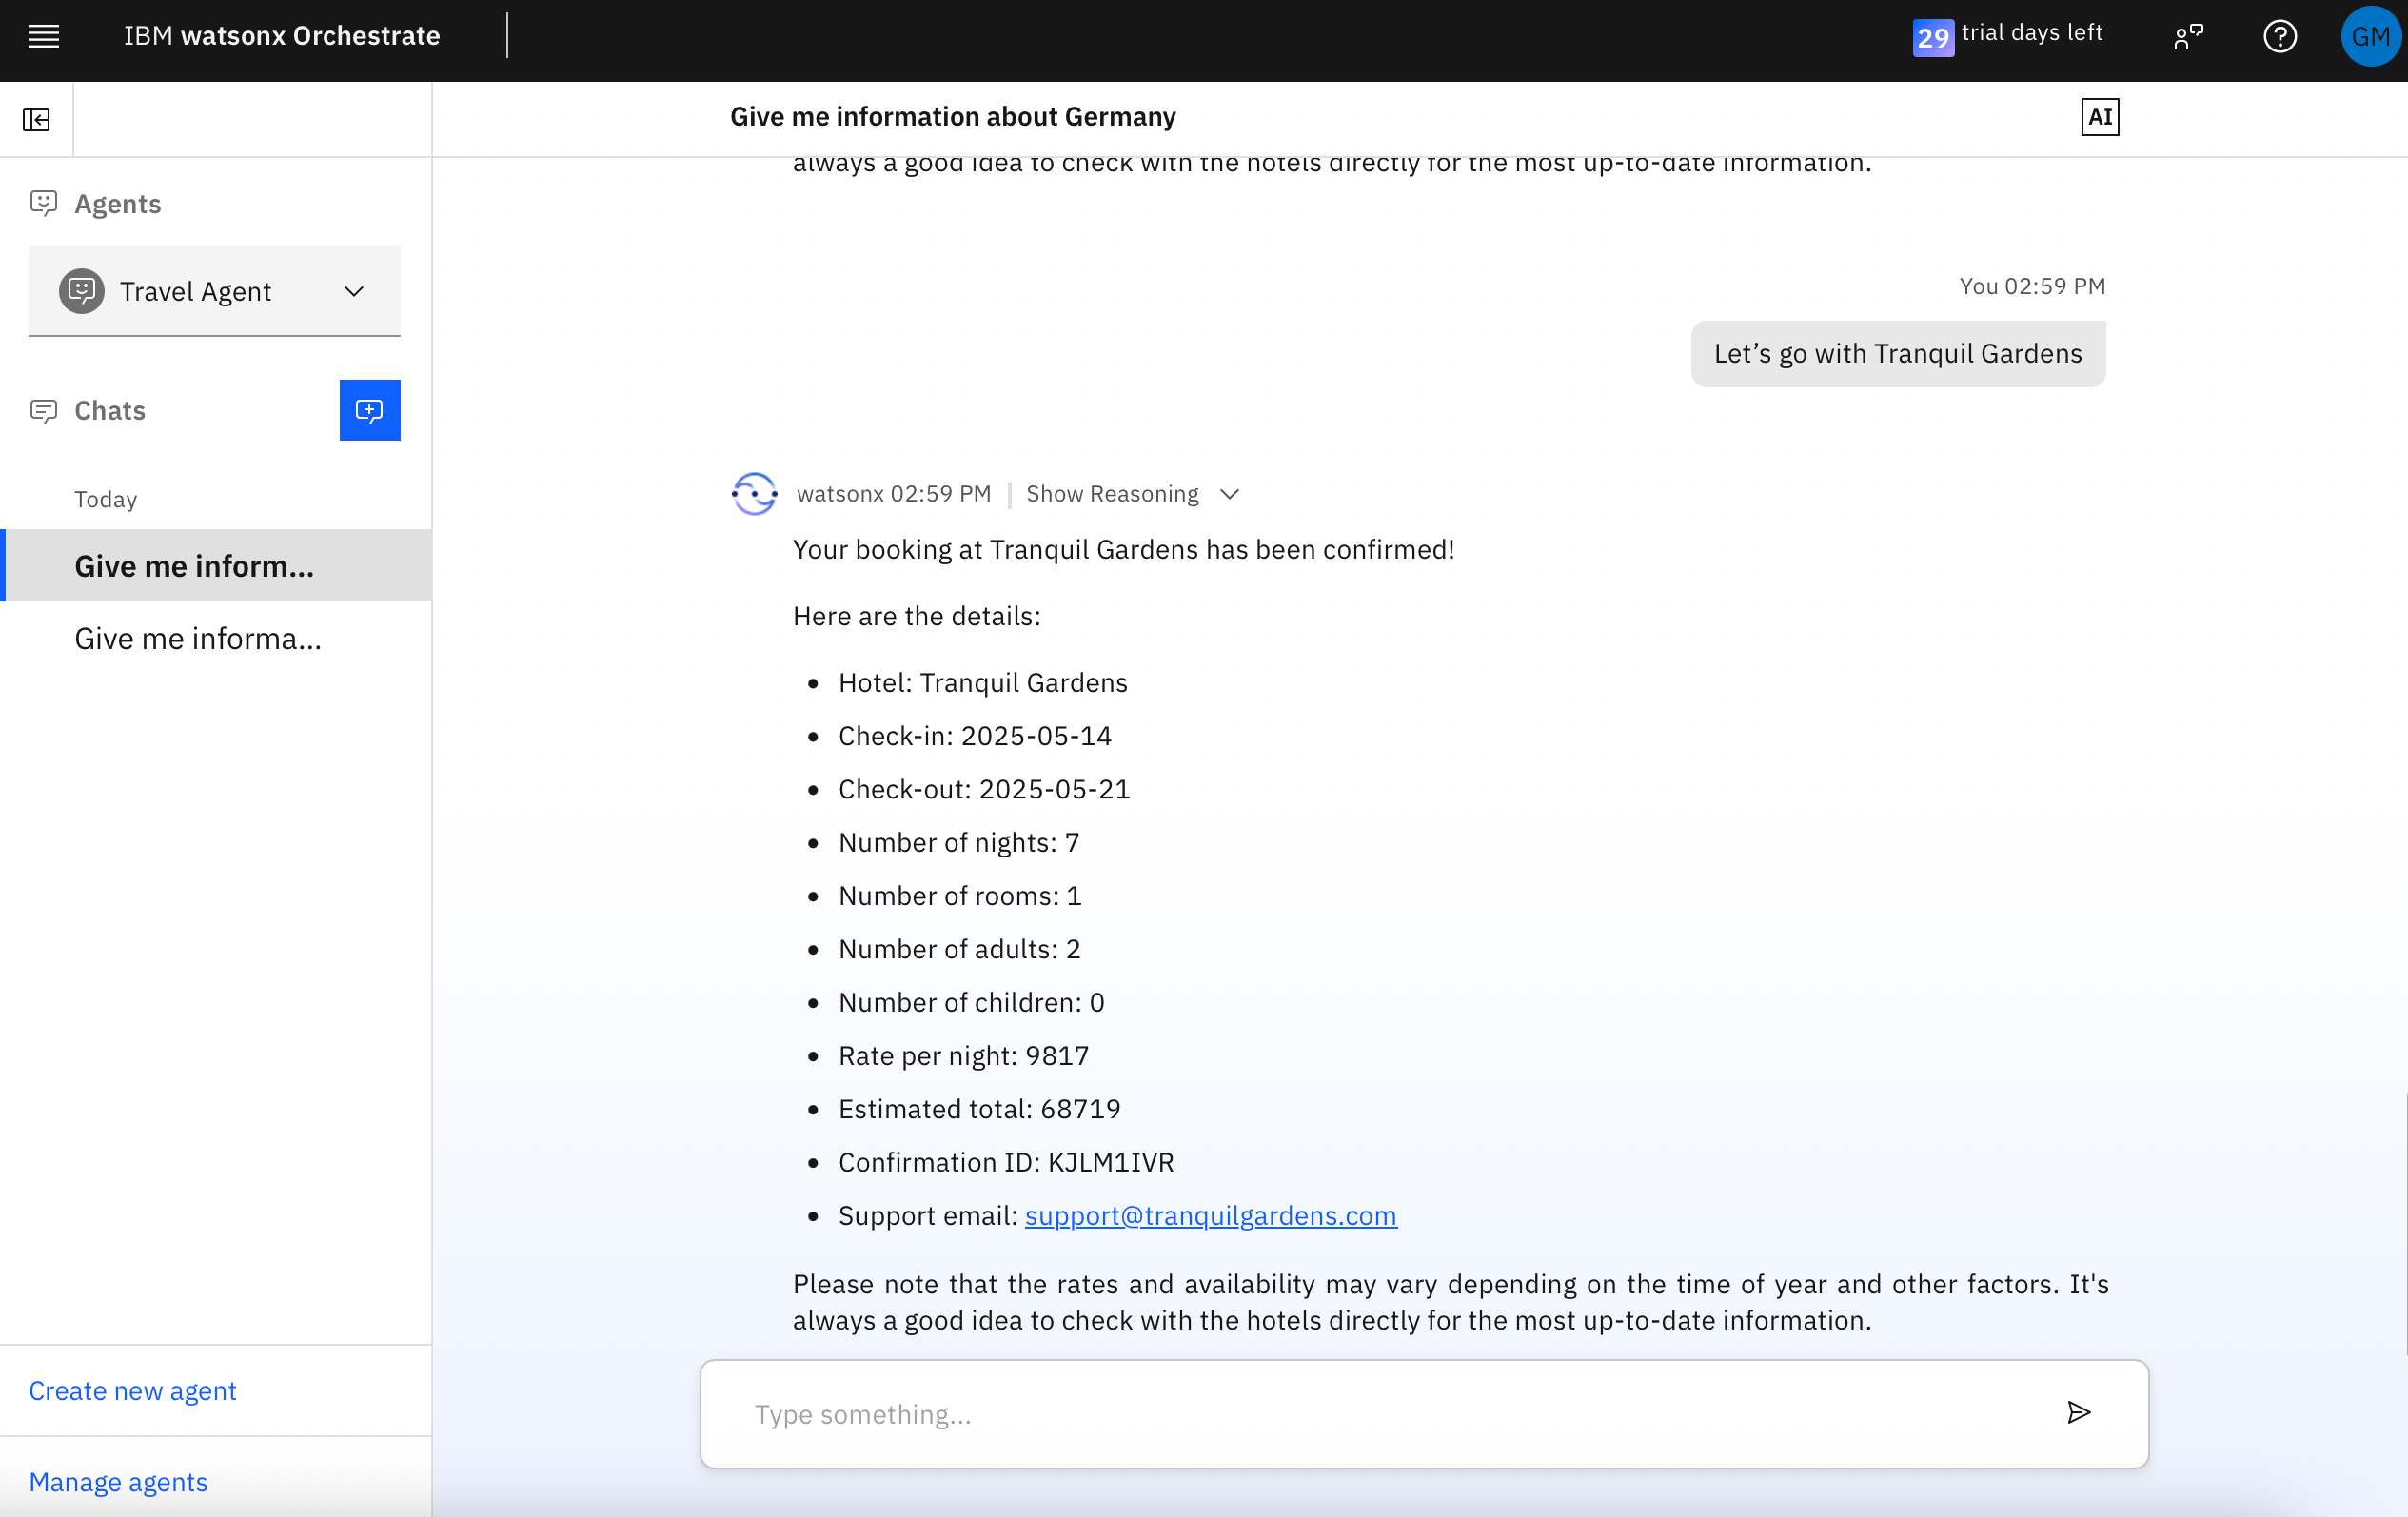 IBM watsonx Orchestrate
29 trial days left
GM
Give me information about Germany
AI
Agents
Travel Agent
Chats
Today
Give me inform...
Give me informa...
Create new agent
Manage agents
always a good idea to check with the hotels directly for the most up-to-date information.
You 02:59 PM
Let’s go with Tranquil Gardens
watsonx 02:59 PM | Show Reasoning
Your booking at Tranquil Gardens has been confirmed!
Here are the details:
• Hotel: Tranquil Gardens
• Check-in: 2025-05-14
• Check-out: 2025-05-21
• Number of nights: 7
• Number of rooms: 1
• Number of adults: 2
• Number of children: 0
• Rate per night: 9817
• Estimated total: 68719
• Confirmation ID: KJLM1IVR
• Support email: support@tranquilgardens.com
Please note that the rates and availability may vary depending on the time of year and other factors. It's
always a good idea to check with the hotels directly for the most up-to-date information.
Type something...